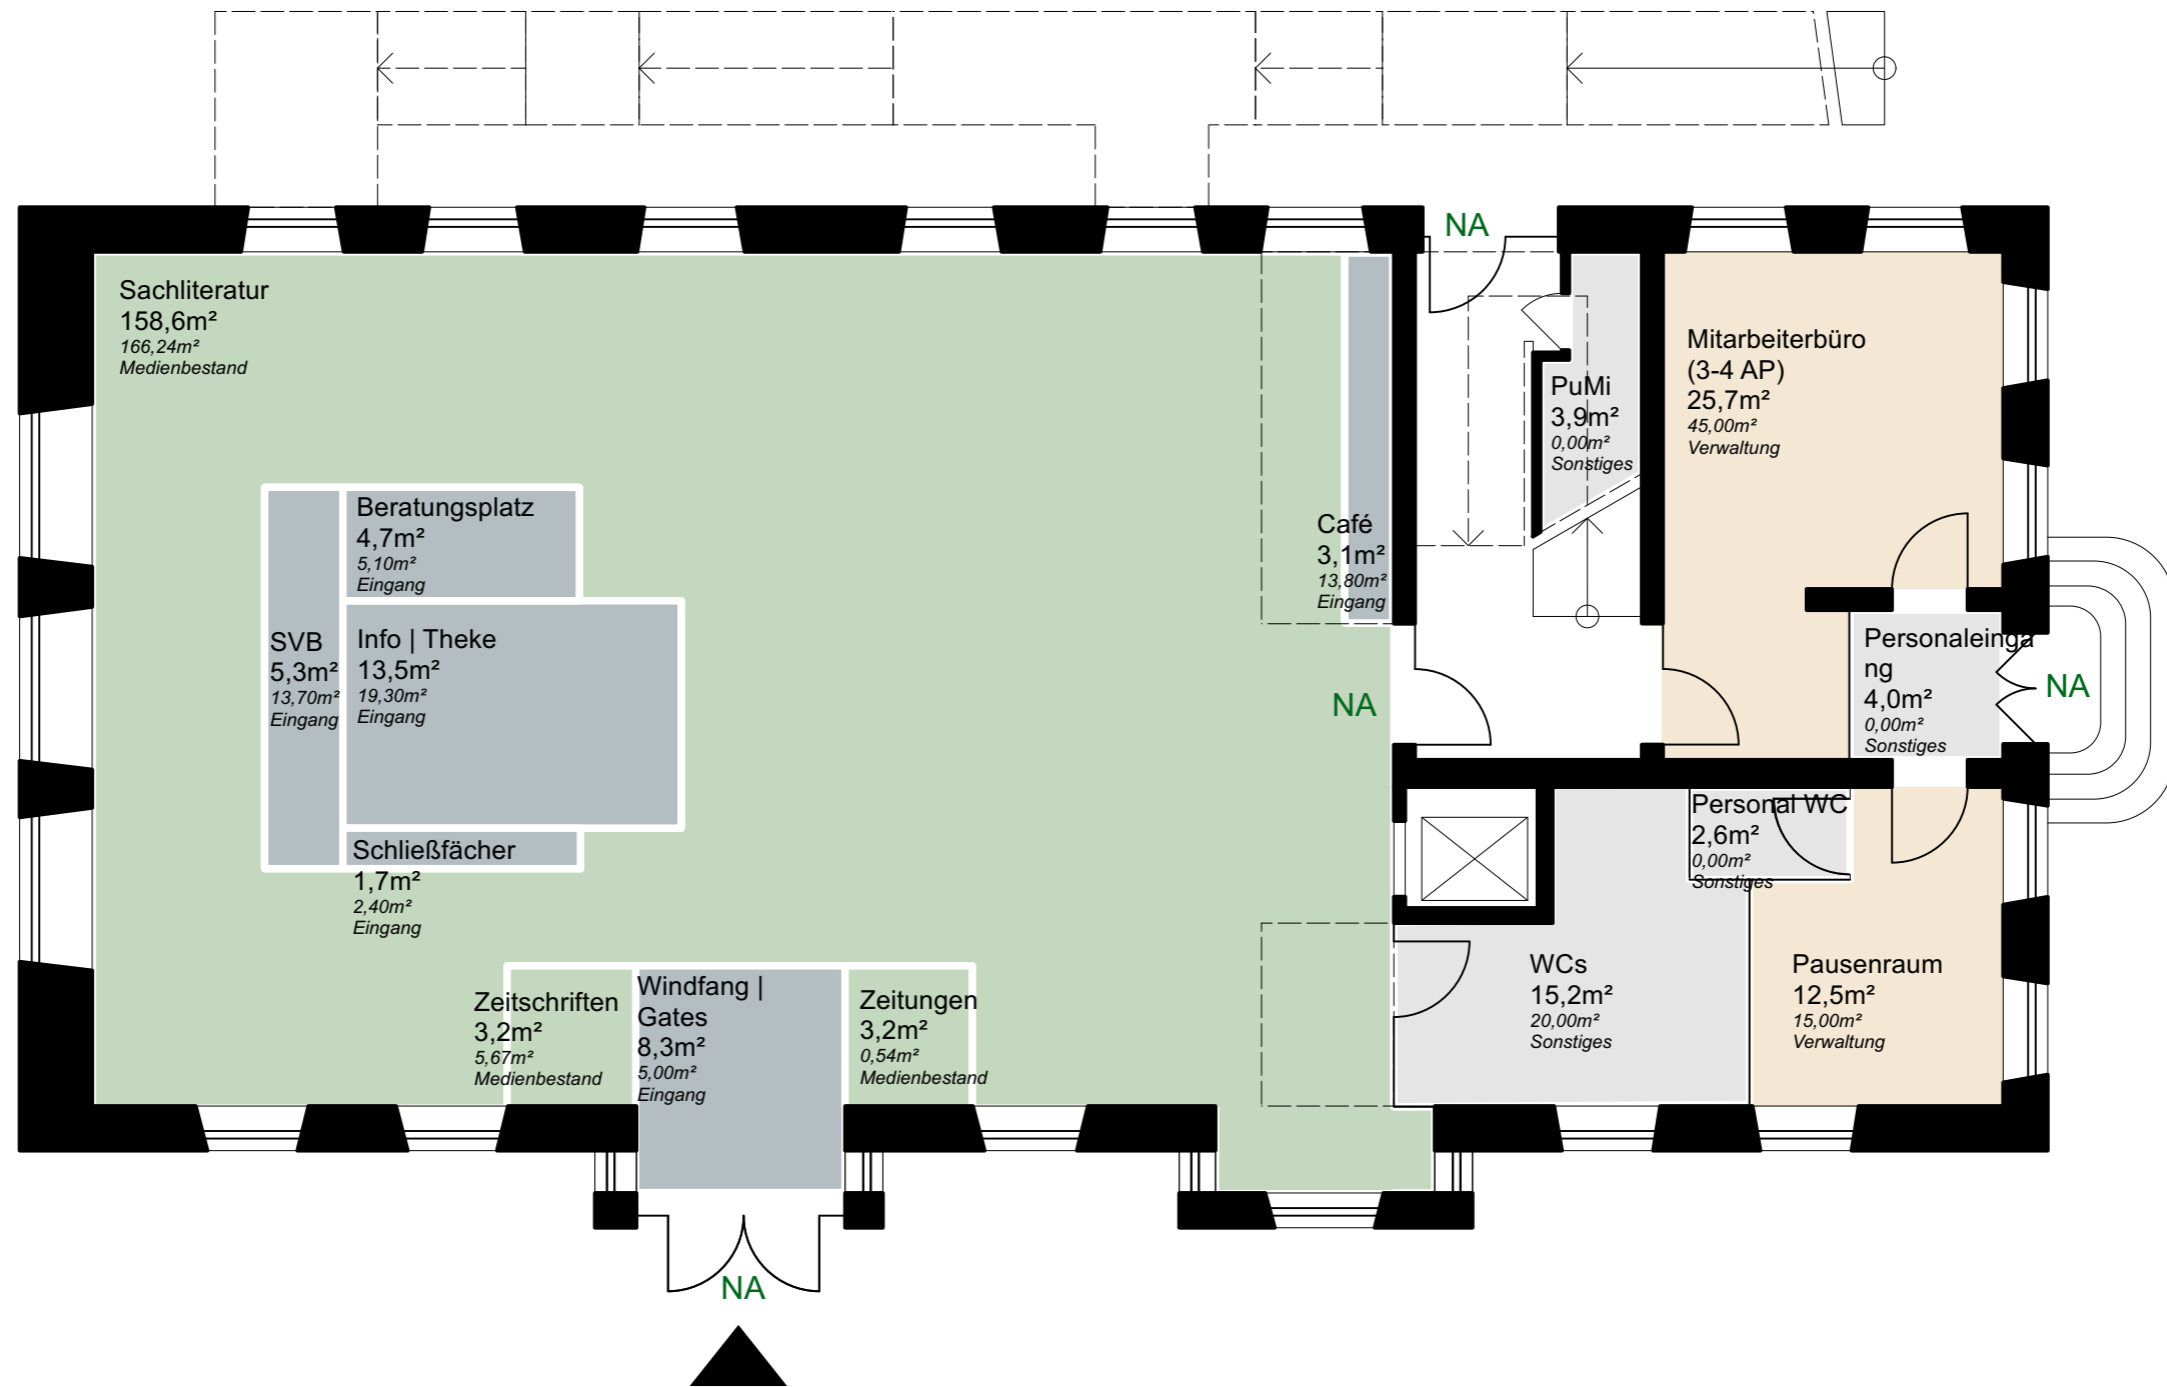 NA
Sachliteratur
158,6m²
166,24m²
Medienbestand
Mitarbeiterbüro
(3-4 AP)
25,7m²
45,00m²
Verwaltung
PuMi
3,9m²
0,00m²
Sonstiges
Beratungsplatz
4,7m²
5,10m²
Eingang
Café
3,1m²
13,80m²
Eingang
SVB
5,3m²
13,70m²
Eingang
Info | Theke
13,5m²
19,30m²
Eingang
Personaleinga
ng
4,0m²
0,00m²
Sonstiges
NA
NA
Schließfächer
1,7m²
2,40m²
Eingang
Personal WC
2,6m²
0,00m²
Sonstiges
Zeitschriften
3,2m²
5,67m²
Medienbestand
Windfang |
Gates
8,3m²
5,00m²
Eingang
Zeitungen
3,2m²
0,54m²
Medienbestand
WCs
15,2m²
20,00m²
Sonstiges
Pausenraum
12,5m²
15,00m²
Verwaltung
NA